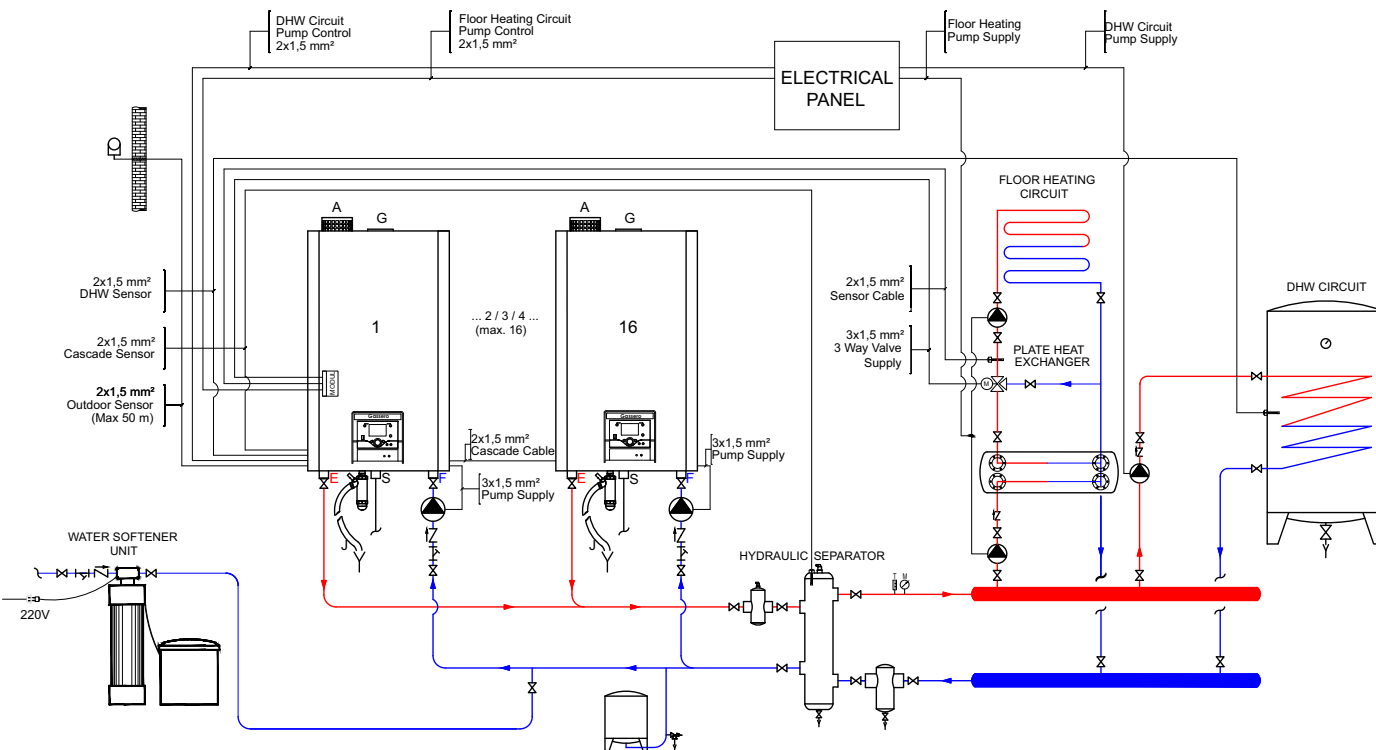 DHW Circuit
Pump Control
2x1,5 mm²
Floor Heating Circuit
Pump Control
2x1,5 mm²
Floor Heating
Pump Supply
DHW Circuit
Pump Supply
ELECTRICAL
PANEL
FLOOR HEATING
CIRCUIT
A
G
A
G
2x1,5 mm²
DHW Sensor
2x1,5 mm²
Sensor Cable
DHW CIRCUIT
1
... 2 / 3 / 4 ...
(max. 16)
16
2x1,5 mm²
Cascade Sensor
3x1,5 mm²
3 Way Valve
Supply
PLATE HEAT
EXCHANGER
M
MODUL
2x1,5 mm²
Outdoor Sensor
(Max 50 m)
Gassero
Gassero
2x1,5 mm²
Cascade Cable
3x1,5 mm²
Pump Supply
E
S
F
E
S
F
3x1,5 mm²
Pump Supply
WATER SOFTENER
UNIT
HYDRAULIC SEPARATOR
T
M
220V